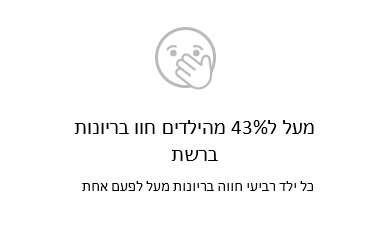 מעל ל43% מהילדים חוו בריונות
ברשת
כל ילד רביעי חווה בריונות מעל לפעם אחת